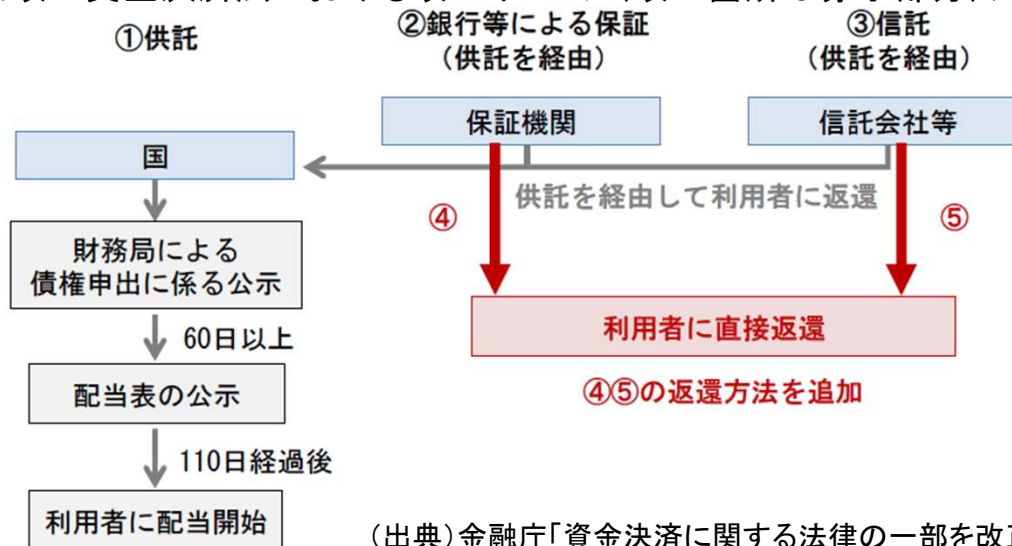 ①供託
②銀行等による保証
(供託を経由)
③信託
(供託を経由)
保証機関
信託会社等
国
供託を経由して利用者に返還
④
⑤
財務局による
債権申出に係る公示
利用者に直接返還
60日以上
配当表の公示
④⑤の返還方法を追加
110日経過後
利用者に配当開始
(出典)金融庁「資金決済に関する法律の一部を改